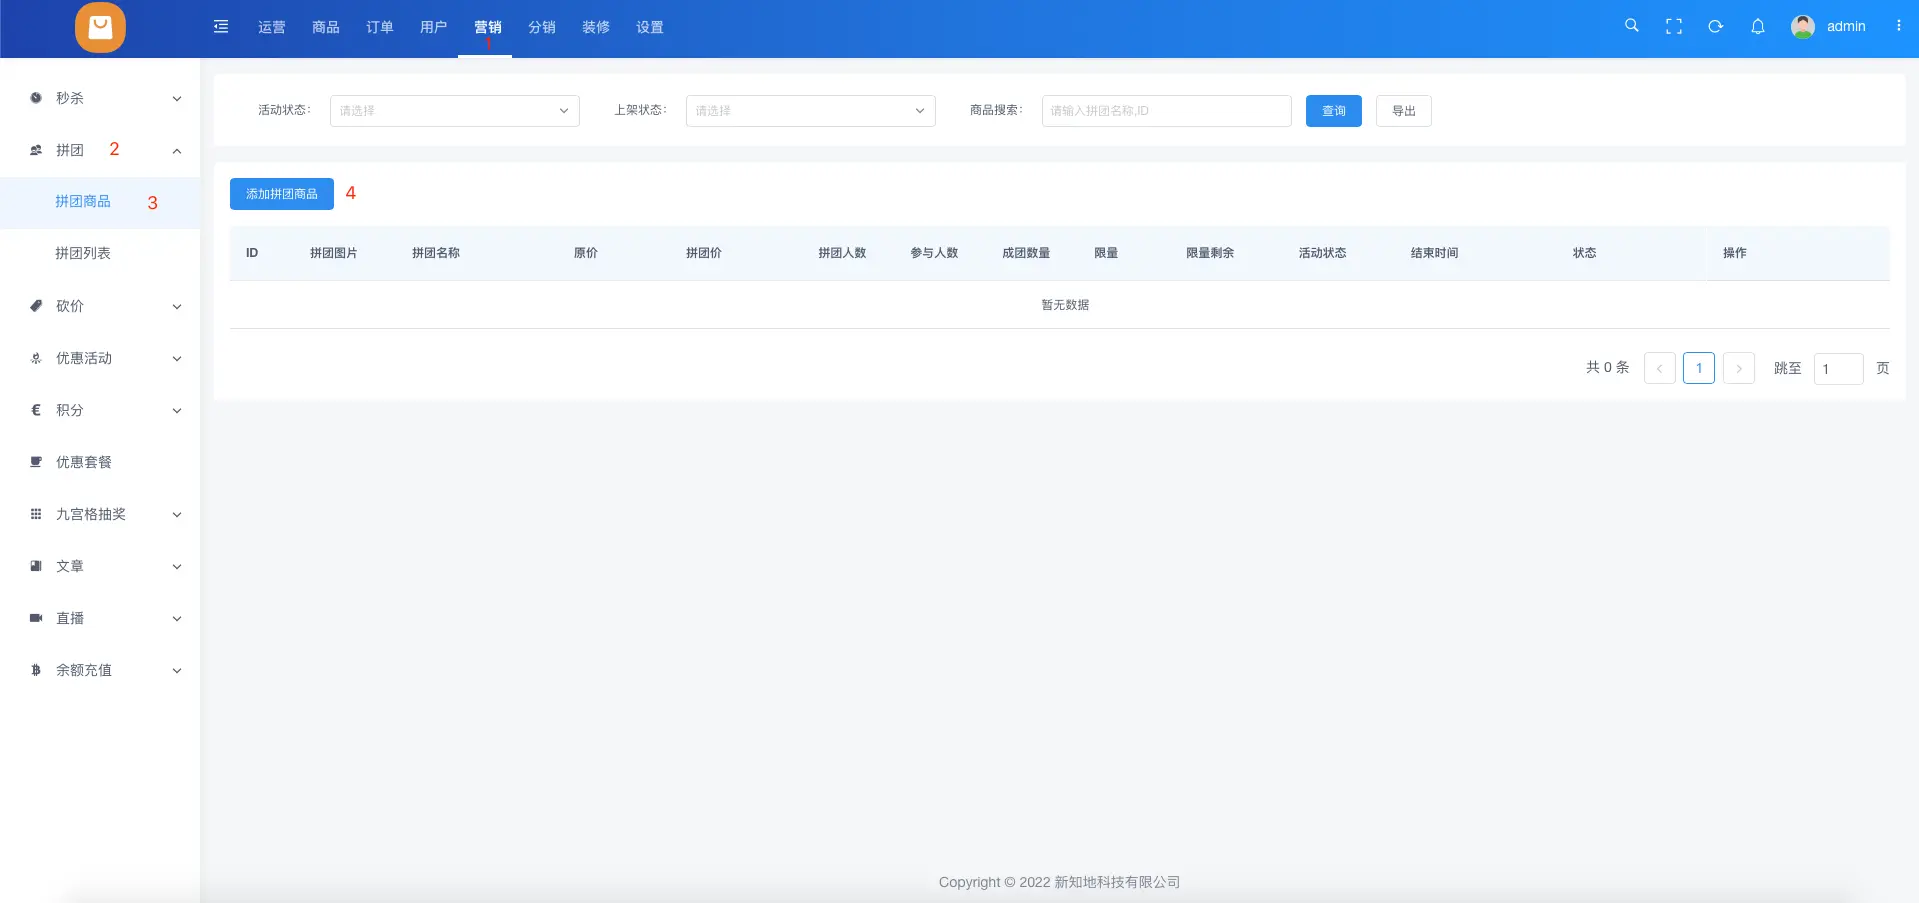 运营 商品 订单 用户 营销 分销 装修 设置 admin
1
秒杀
拼团 2
拼团商品 3
拼团列表
砍价
优惠活动
积分
优惠套餐
九宫格抽奖
文章
直播
余额充值
活动状态： 请选择 上架状态： 请选择 商品搜索： 请输入拼团名称,ID 查询 导出
添加拼团商品 4
ID 拼团图片 拼团名称 原价 拼团价 拼团人数 参与人数 成团数量 限量 限量剩余 活动状态 结束时间 状态 操作
暂无数据
共 0 条 1 跳至 1 页
Copyright © 2022 新知地科技有限公司